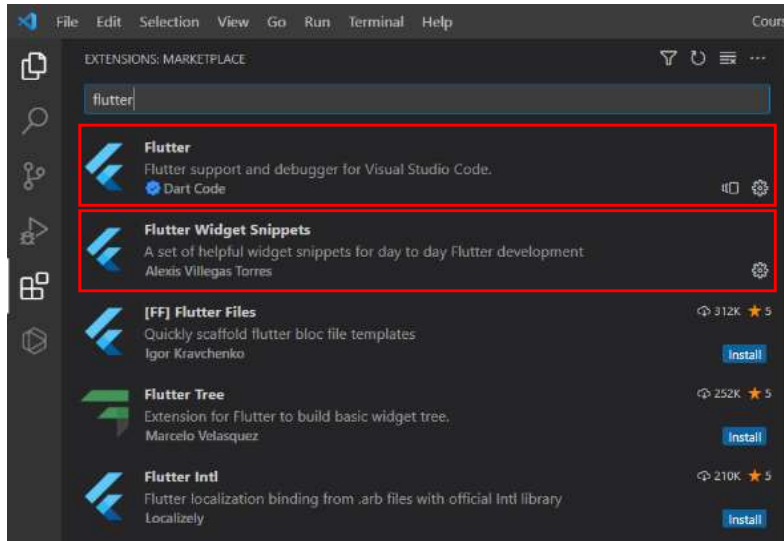 File Edit Selection View Go Run Terminal Help Cours
EXTENSIONS: MARKETPLACE
flutter
Flutter
Flutter support and debugger for Visual Studio Code.
Dart Code
Flutter Widget Snippets
A set of helpful widget snippets for day to day Flutter development
Alexis Villegas Torres
[FF] Flutter Files 312K 5
Quickly scaffold flutter bloc file templates
Igor Kravchenko Install
Flutter Tree 252K 5
Extension for Flutter to build basic widget tree.
Marcelo Velasquez Install
Flutter Intl 210K 5
Flutter localization binding from .arb files with official Intl library
Localizely Install